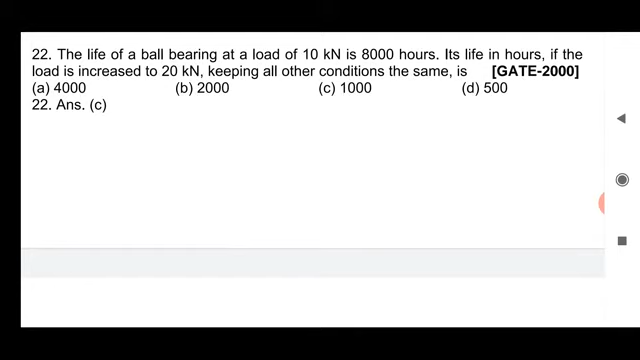 22. The life of a ball bearing at a load of 10 kN is 8000 hours. Its life in hours, if the
load is increased to 20 kN, keeping all other conditions the same, is [GATE-2000]
(a) 4000 (b) 2000 (c) 1000 (d) 500
22. Ans. (c)